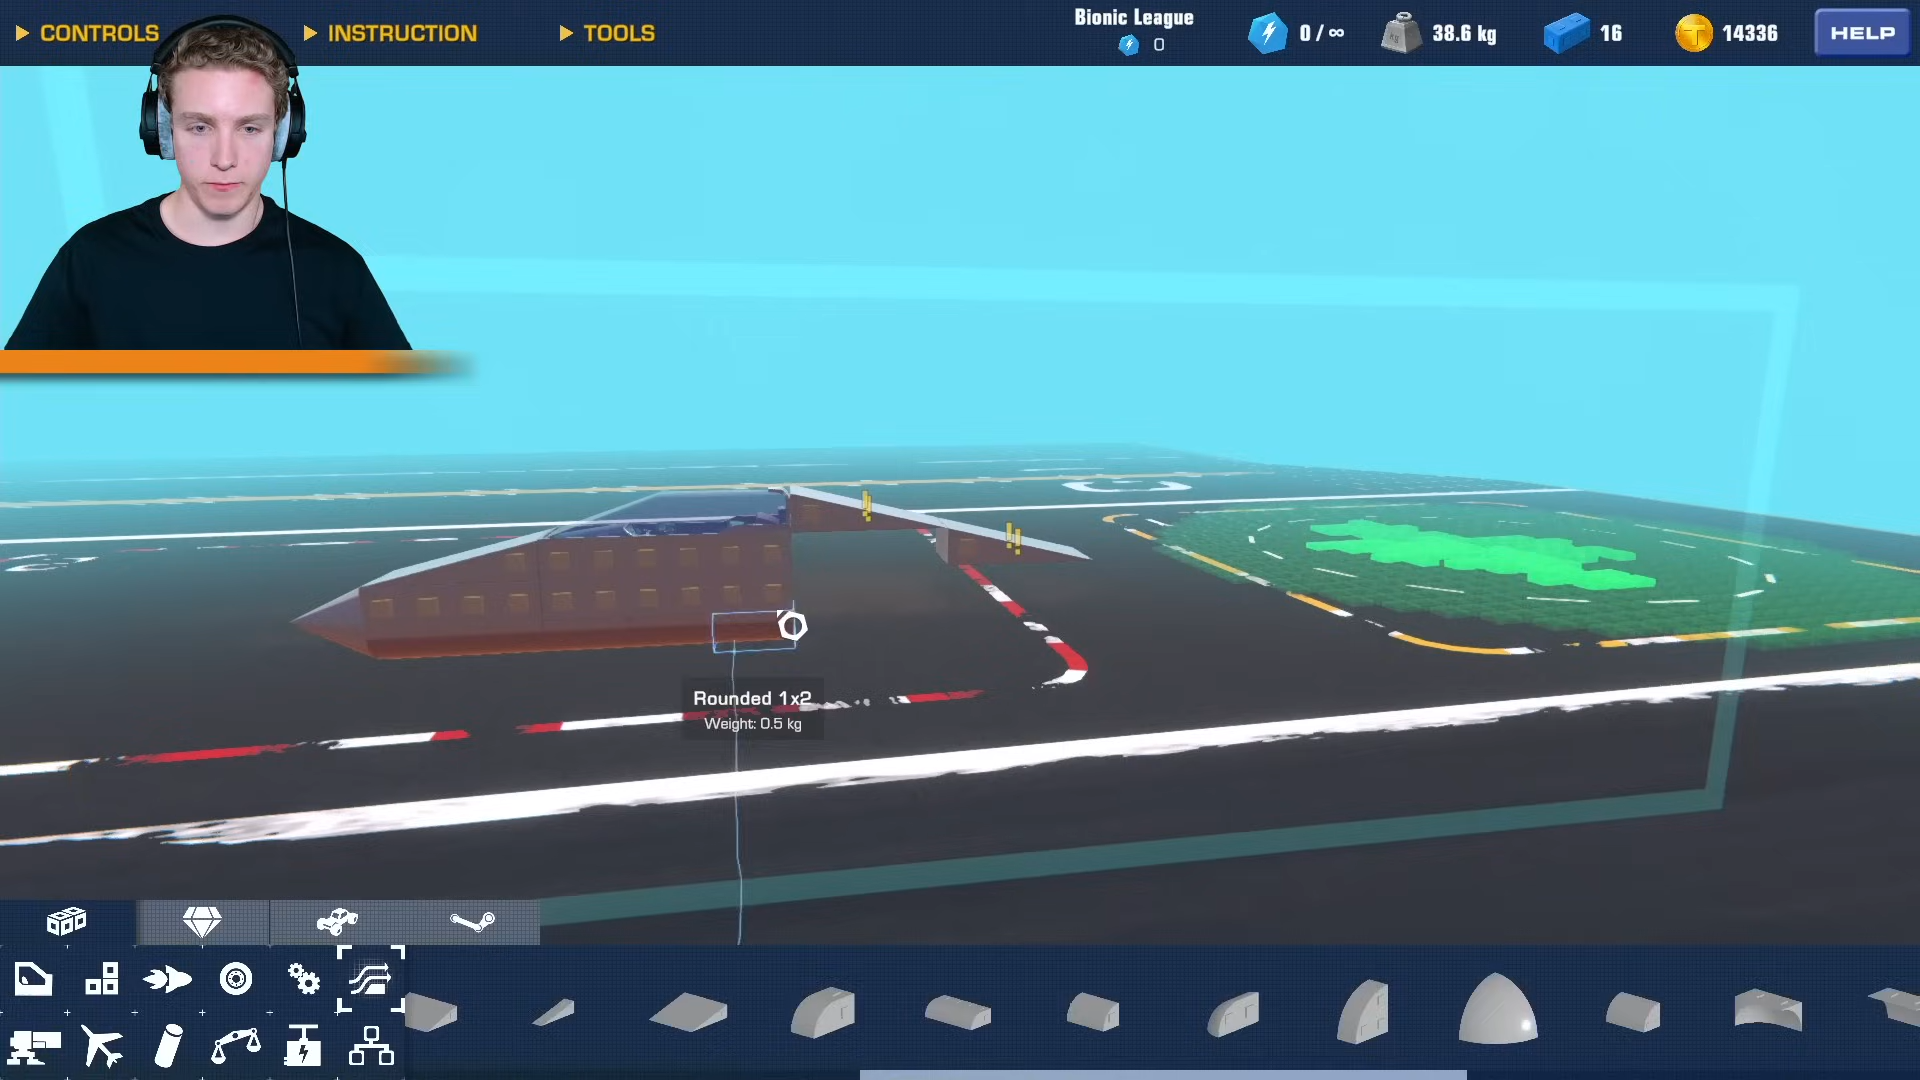 CONTROLS
INSTRUCTION
TOOLS
Bionic League
0
0 / ∞
38.6 kg
16
14336
HELP
Rounded 1x2
Weight: 0.5 kg